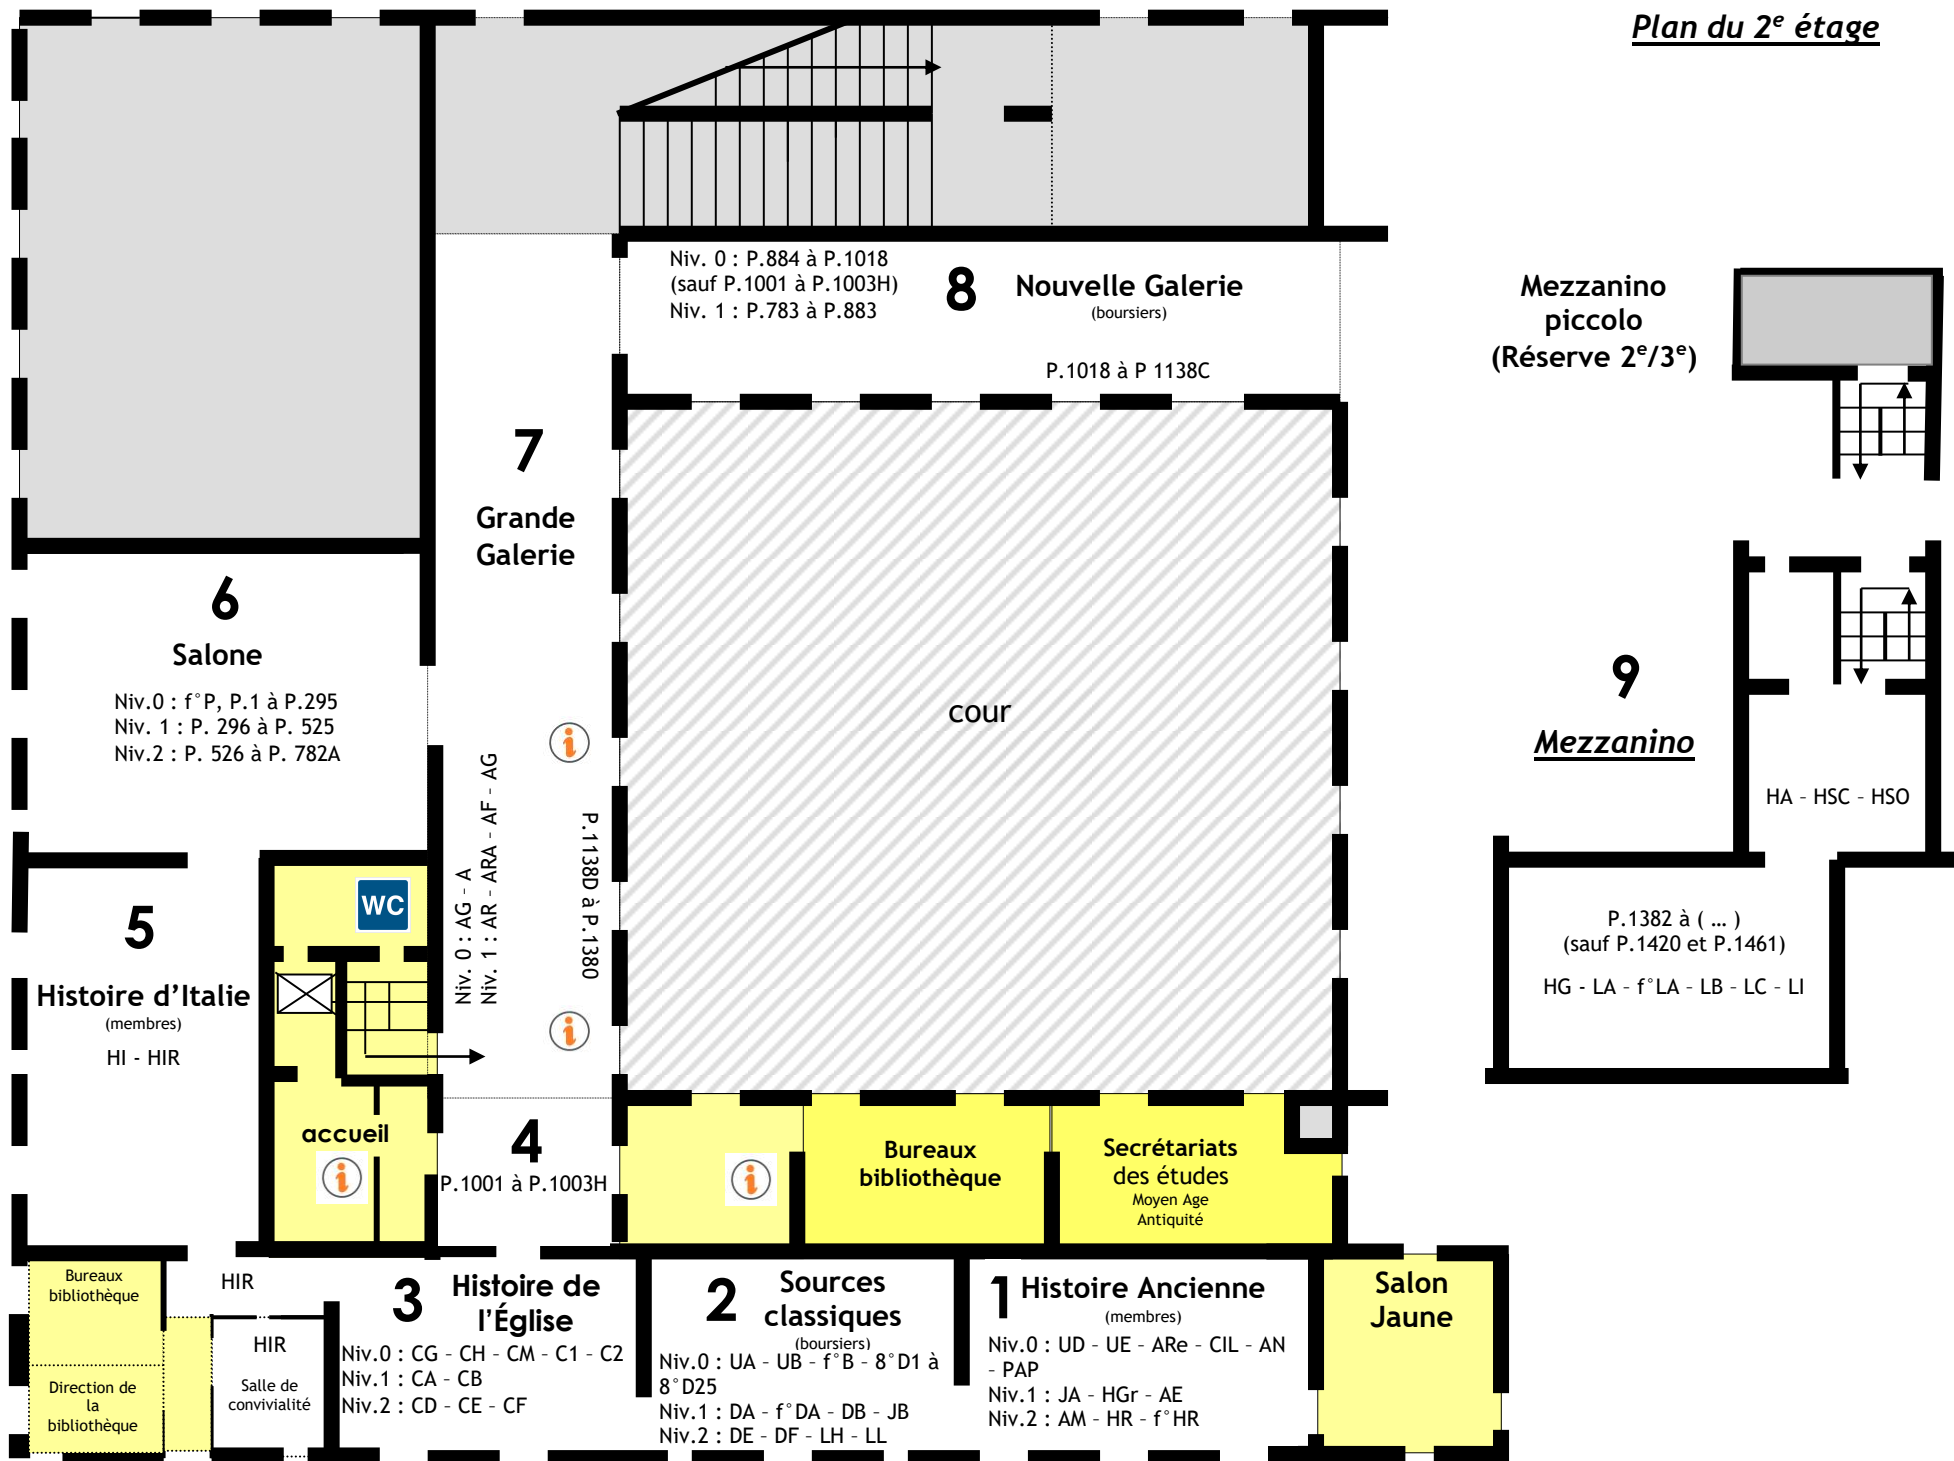 Plan du 2e étage
Niv. 0 : P.884 à P.1018
(sauf P.1001 à P.1003H)
Niv. 1 : P.783 à P.883
8
Nouvelle Galerie
(boursiers)
P.1018 à P 1138C
Mezzanino
piccolo
(Réserve 2e/3e)
7
Grande
Galerie
6
Salone
Niv.0 : f°P, P.1 à P.295
Niv. 1 : P. 296 à P. 525
Niv.2 : P. 526 à P. 782A
cour
9
Mezzanino
HA - HSC - HSO
P.1382 à ( … )
(sauf P.1420 et P.1461)
HG - LA - f°LA - LB - LC - LI
Niv. 0 : AG - A
Niv. 1 : AR - ARA - AF - AG
P.1138D à P.1380
i
i
WC
5
Histoire d'Italie
(membres)
HI - HIR
accueil
i
4
P.1001 à P.1003H
i
Bureaux
bibliothèque
Secrétariats
des études
Moyen Age
Antiquité
Bureaux
bibliothèque
HIR
HIR
Salle de
convivialité
Direction de
la
bibliothèque
3
Histoire de
l'Église
Niv.0 : CG - CH - CM - C1 - C2
Niv.1 : CA - CB
Niv.2 : CD - CE - CF
2
Sources
classiques
(boursiers)
Niv.0 : UA - UB - f°B - 8°D1 à
8°D25
Niv.1 : DA - f°DA - DB - JB
Niv.2 : DE - DF - LH - LL
1
Histoire Ancienne
(membres)
Niv.0 : UD - UE - ARe - CIL - AN
- PAP
Niv.1 : JA - HGr - AE
Niv.2 : AM - HR - f°HR
Salon
Jaune